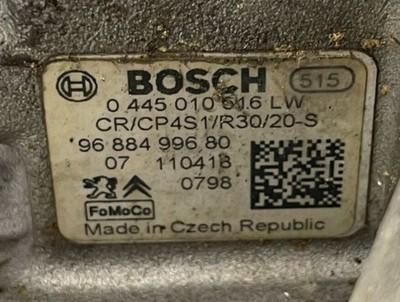 BOSCH 515
0 445 010 516 LW
CR/CP4S1/R30/20-S
96 884 996 80
07 110418
0798
FoMoCo
Made in Czech Republic